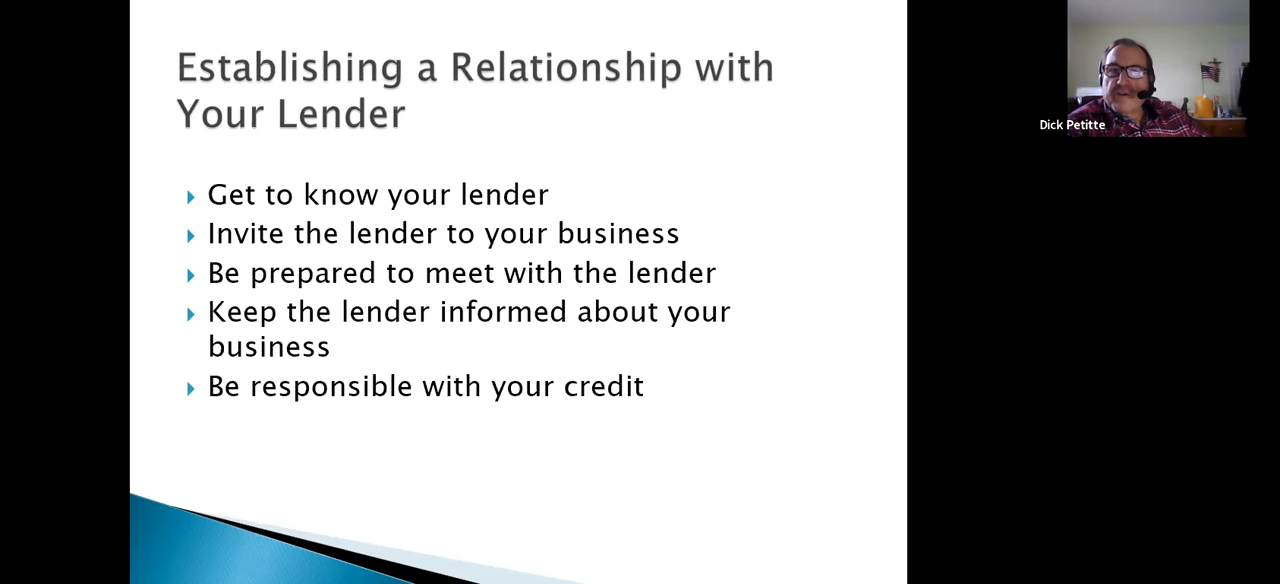 Establishing a Relationship with
Your Lender
Get to know your lender
Invite the lender to your business
Be prepared to meet with the lender
Keep the lender informed about your
business
Be responsible with your credit
Dick Petitte